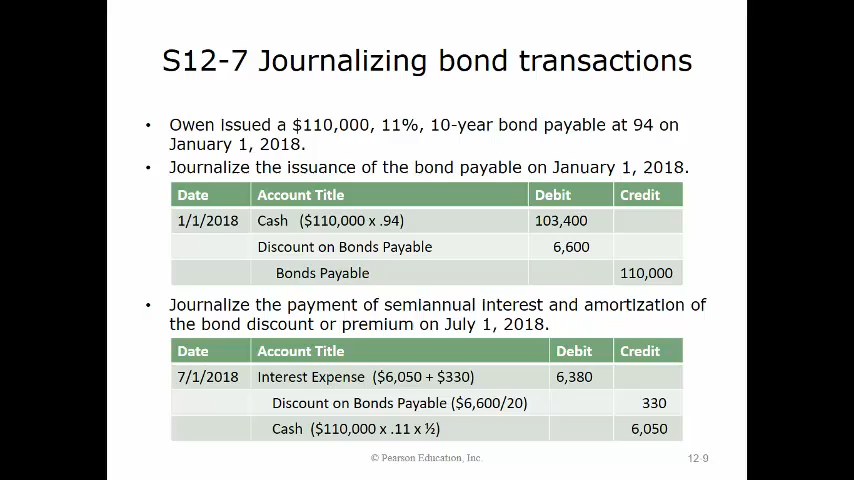 S12-7 Journalizing bond transactions
• Owen issued a $110,000, 11%, 10-year bond payable at 94 on
January 1, 2018.
• Journalize the issuance of the bond payable on January 1, 2018.
Date Account Title Debit Credit
1/1/2018 Cash ($110,000 x .94) 103,400
Discount on Bonds Payable 6,600
Bonds Payable 110,000
• Journalize the payment of semiannual interest and amortization of
the bond discount or premium on July 1, 2018.
Date Account Title Debit Credit
7/1/2018 Interest Expense ($6,050 + $330) 6,380
Discount on Bonds Payable ($6,600/20) 330
Cash ($110,000 x .11 x ½) 6,050
© Pearson Education, Inc. 12-9